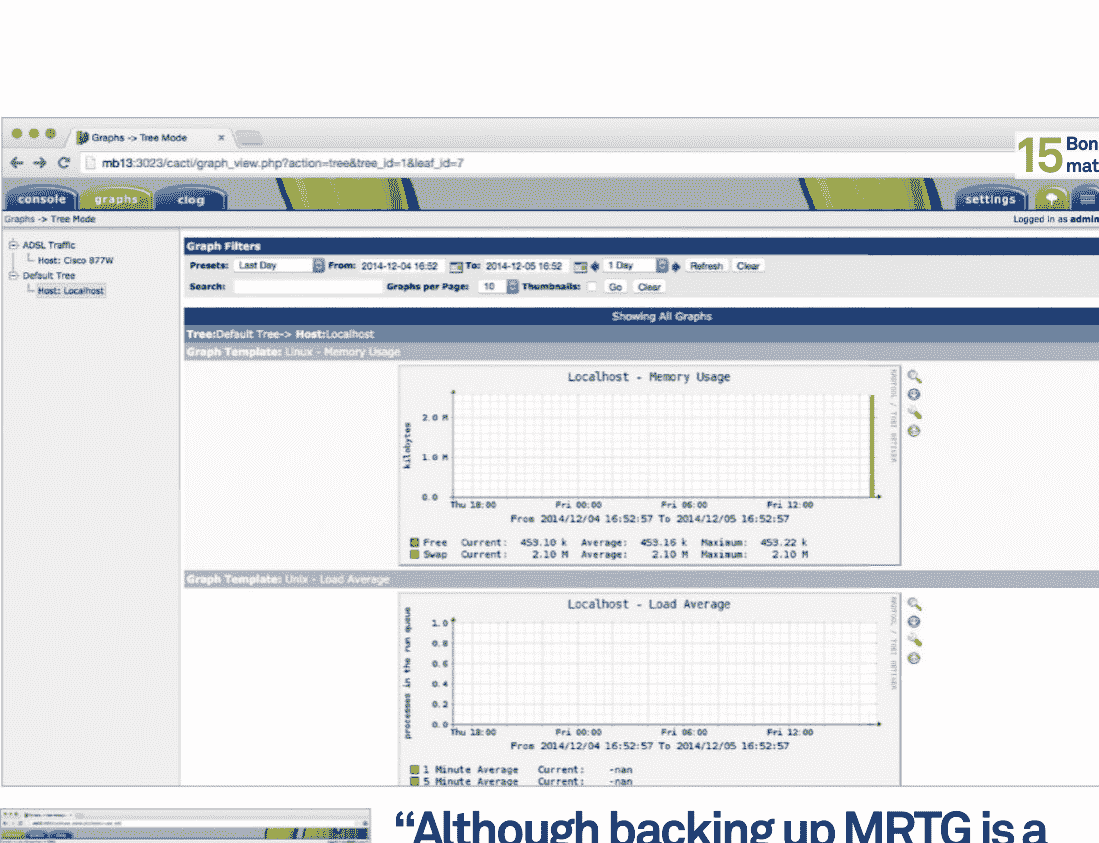 Graphs -> Tree Mode x
15 Bon
mat
mb13:3023/cacti/graph_view.php?action=tree&tree_id=1&leaf_id=7
console graphs clog settings
Graphs -> Tree Mode Logged in as admin
ADSL Traffic
Host: Cisco 877W
Default Tree
Host: Localhost
Graph Filters
Presets: Last Day From: 2014-12-04 16:52 To: 2014-12-05 16:52 1 Day Refresh Clear
Search: Graphs per Page: 10 Thumbnails: Go Clear
Showing All Graphs
Tree:Default Tree-> Host:Localhost
Graph Template: Linux - Memory Usage
Localhost - Memory Usage
RRDTOOL / TOBI OETIKER
kilobytes
2.0 M
1.0 M
0.0
Thu 18:00 Fri 00:00 Fri 06:00 Fri 12:00
From 2014/12/04 16:52:57 To 2014/12/05 16:52:57
Free Current: 453.10 k Average: 453.16 k Maximum: 453.22 k
Swap Current: 2.10 M Average: 2.10 M Maximum: 2.10 M
Graph Template: Unix - Load Average
Localhost - Load Average
RRDTOOL / TOBI OETIKER
processes in the run queue
1.0
0.8
0.6
0.4
0.2
0.0
Thu 18:00 Fri 00:00 Fri 06:00 Fri 12:00
From 2014/12/04 16:52:57 To 2014/12/05 16:52:57
1 Minute Average Current: -nan
5 Minute Average Current: -nan
“Although backing up MRTG is a